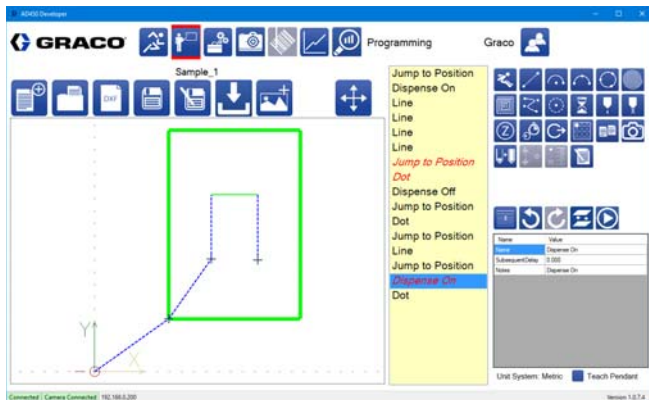 AD450 Developer
GRACO
Programming
Graco
Sample_1
DXF
Y
X
Jump to Position
Dispense On
Line
Line
Line
Line
Jump to Position
Dot
Dispense Off
Jump to Position
Dot
Jump to Position
Line
Jump to Position
Dispense On
Dot
Name Value
Name Dispense On
SubsequentDelay 0.000
Notes Dispense On
Unit System: Metric Teach Pendant
Connected Camera Connected 192.168.0.200
Version 1.0.7.4